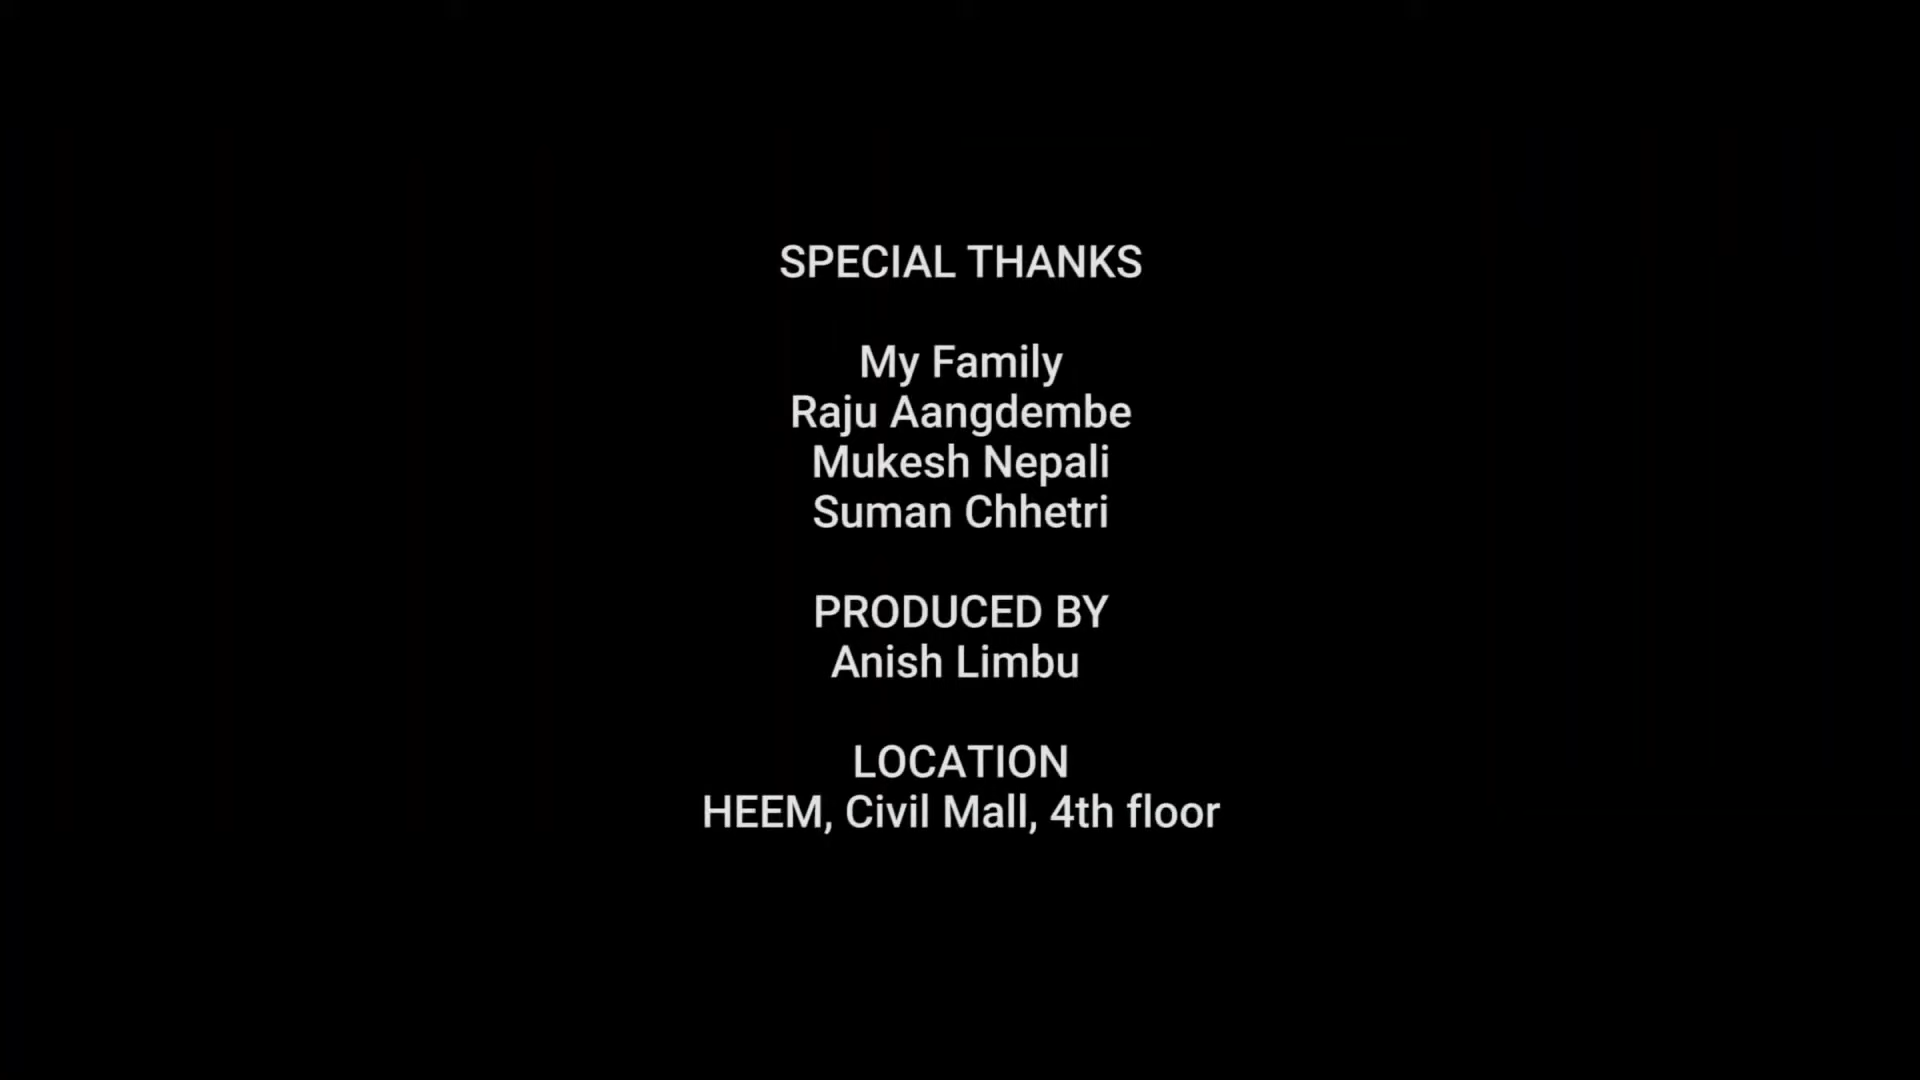 SPECIAL THANKS
My Family
Raju Aangdembe
Mukesh Nepali
Suman Chhetri
PRODUCED BY
Anish Limbu
LOCATION
HEEM, Civil Mall, 4th floor